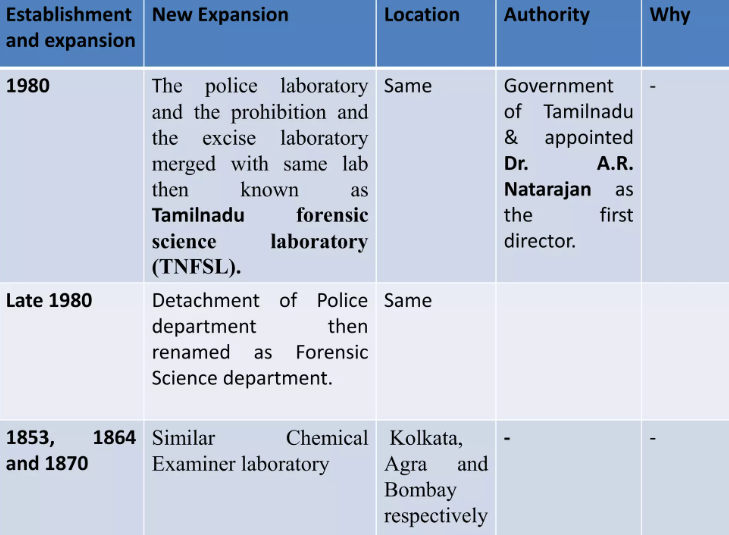 Establishment and expansion
New Expansion
Location
Authority
Why
1980
The police laboratory
and the prohibition and
the excise laboratory
merged with same lab
then known as
Tamilnadu forensic
science laboratory
(TNFSL).
Same
Government
of Tamilnadu
& appointed
Dr. A.R.
Natarajan as
the first
director.
-
Late 1980
Detachment of Police
department then
renamed as Forensic
Science department.
Same
1853, 1864
and 1870
Similar Chemical
Examiner laboratory
Kolkata,
Agra and
Bombay
respectively
-
-